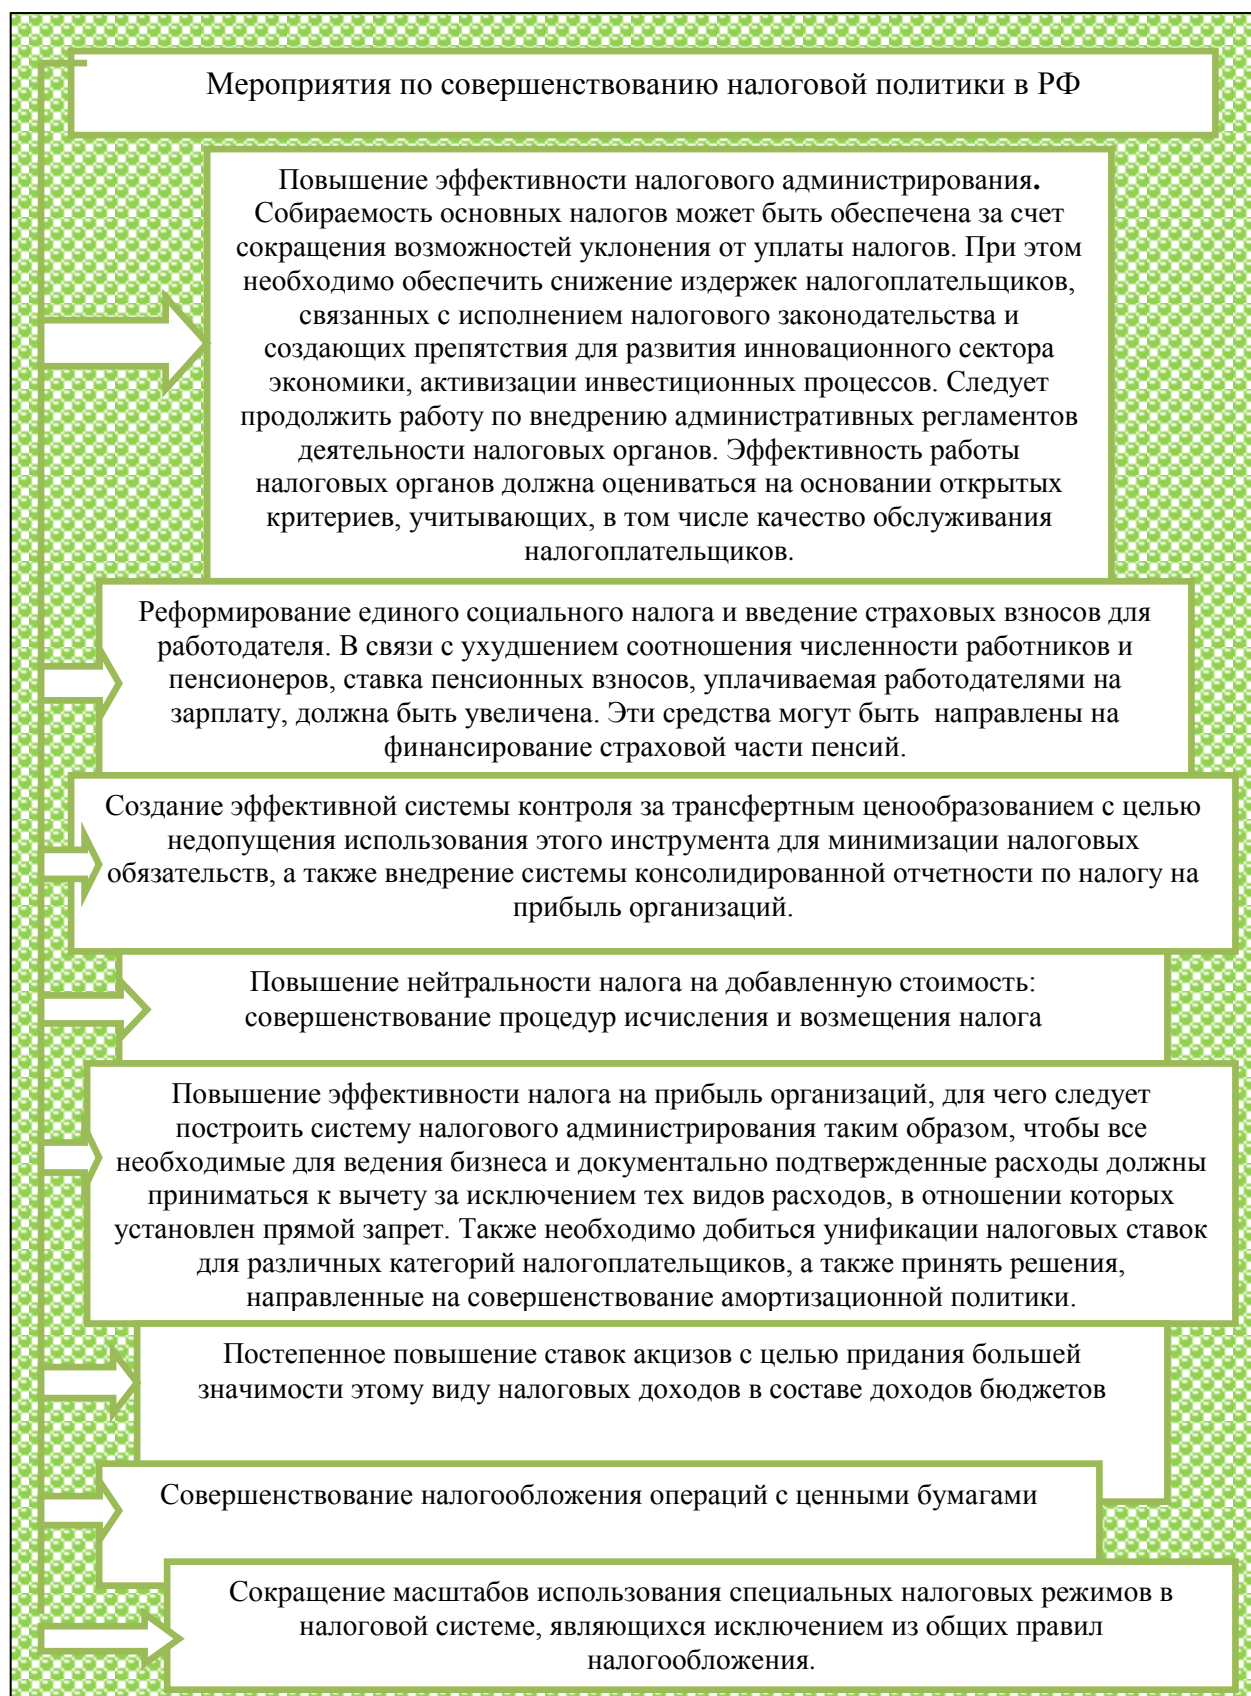 Мероприятия по совершенствованию налоговой политики в РФ
Повышение эффективности налогового администрирования.
Собираемость основных налогов может быть обеспечена за счет
сокращения возможностей уклонения от уплаты налогов. При этом
необходимо обеспечить снижение издержек налогоплательщиков,
связанных с исполнением налогового законодательства и
создающих препятствия для развития инновационного сектора
экономики, активизации инвестиционных процессов. Следует
продолжить работу по внедрению административных регламентов
деятельности налоговых органов. Эффективность работы
налоговых органов должна оцениваться на основании открытых
критериев, учитывающих, в том числе качество обслуживания
налогоплательщиков.
Реформирование единого социального налога и введение страховых взносов для
работодателя. В связи с ухудшением соотношения численности работников и
пенсионеров, ставка пенсионных взносов, уплачиваемая работодателями на
зарплату, должна быть увеличена. Эти средства могут быть направлены на
финансирование страховой части пенсий.
Создание эффективной системы контроля за трансфертным ценообразованием с целью
недопущения использования этого инструмента для минимизации налоговых
обязательств, а также внедрение системы консолидированной отчетности по налогу на
прибыль организаций.
Повышение нейтральности налога на добавленную стоимость:
совершенствование процедур исчисления и возмещения налога
Повышение эффективности налога на прибыль организаций, для чего следует
построить систему налогового администрирования таким образом, чтобы все
необходимые для ведения бизнеса и документально подтвержденные расходы должны
приниматься к вычету за исключением тех видов расходов, в отношении которых
установлен прямой запрет. Также необходимо добиться унификации налоговых ставок
для различных категорий налогоплательщиков, а также принять решения,
направленные на совершенствование амортизационной политики.
Постепенное повышение ставок акцизов с целью придания большей
значимости этому виду налоговых доходов в составе доходов бюджетов
Совершенствование налогообложения операций с ценными бумагами
Сокращение масштабов использования специальных налоговых режимов в
налоговой системе, являющихся исключением из общих правил
налогообложения.